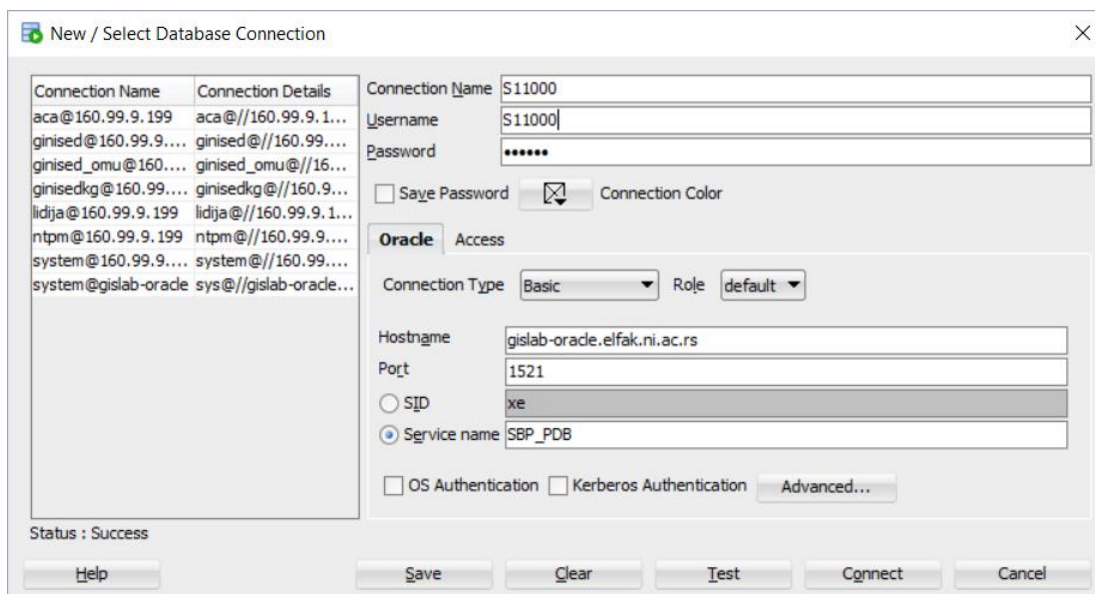 New / Select Database Connection
Connection Name Connection Details
aca@160.99.9.199 aca@//160.99.9.1...
ginised@160.99.9.... ginised@//160.99....
ginised_omu@160.... ginised_omu@//16...
ginisedkg@160.99.... ginisedkg@//160.9...
lidija@160.99.9.199 lidija@//160.99.9.1...
ntpm@160.99.9.199 ntpm@//160.99.9....
system@160.99.9.... system@//160.99....
system@gislab-oracle sys@//gislab-oracle...
Connection Name S11000
Username S11000
Password ••••••
Save Password Connection Color
Oracle Access
Connection Type Basic Role default
Hostname gislab-oracle.elfak.ni.ac.rs
Port 1521
SID xe
Service name SBP_PDB
OS Authentication Kerberos Authentication Advanced...
Status : Success
Help Save Clear Test Connect Cancel